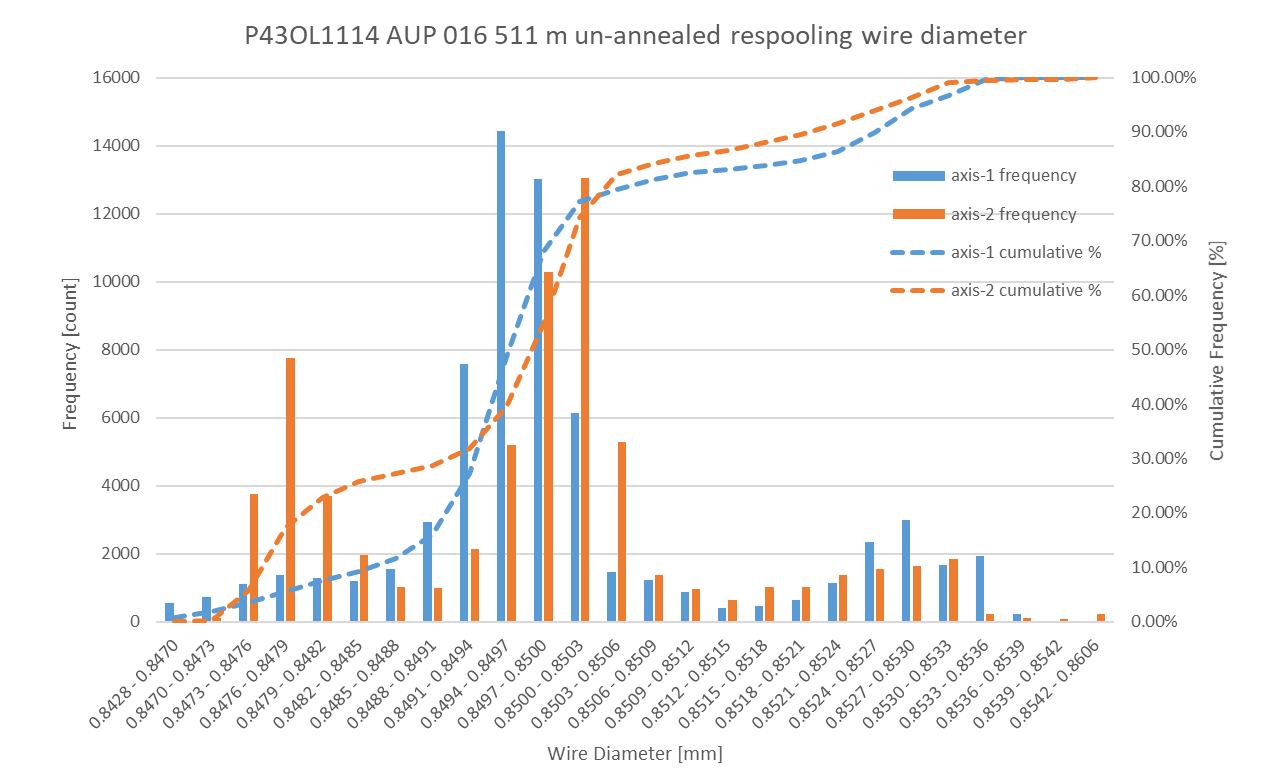 P43OL1114 AUP 016 511 m un-annealed respooling wire diameter
16000
14000
12000
10000
8000
6000
4000
2000
0
Frequency [count]
100.00%
90.00%
80.00%
70.00%
60.00%
50.00%
40.00%
30.00%
20.00%
10.00%
0.00%
Cumulative Frequency [%]
axis-1 frequency
axis-2 frequency
axis-1 cumulative %
axis-2 cumulative %
0.8428 - 0.8470
0.8470 - 0.8473
0.8473 - 0.8476
0.8476 - 0.8479
0.8479 - 0.8482
0.8482 - 0.8485
0.8485 - 0.8488
0.8488 - 0.8491
0.8491 - 0.8494
0.8494 - 0.8497
0.8497 - 0.8500
0.8500 - 0.8503
0.8503 - 0.8506
0.8506 - 0.8509
0.8509 - 0.8512
0.8512 - 0.8515
0.8515 - 0.8518
0.8518 - 0.8521
0.8521 - 0.8524
0.8524 - 0.8527
0.8527 - 0.8530
0.8530 - 0.8533
0.8533 - 0.8536
0.8536 - 0.8539
0.8539 - 0.8542
0.8542 - 0.8606
Wire Diameter [mm]